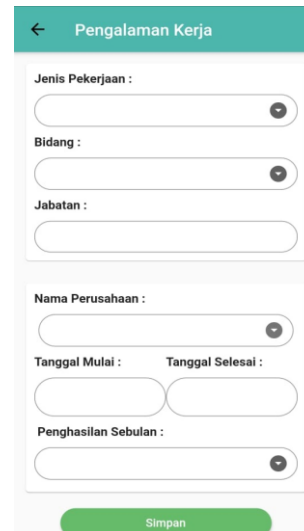 Pengalaman Kerja
Jenis Pekerjaan :
Bidang :
Jabatan :
Nama Perusahaan :
Tanggal Mulai : Tanggal Selesai :
Penghasilan Sebulan :
Simpan